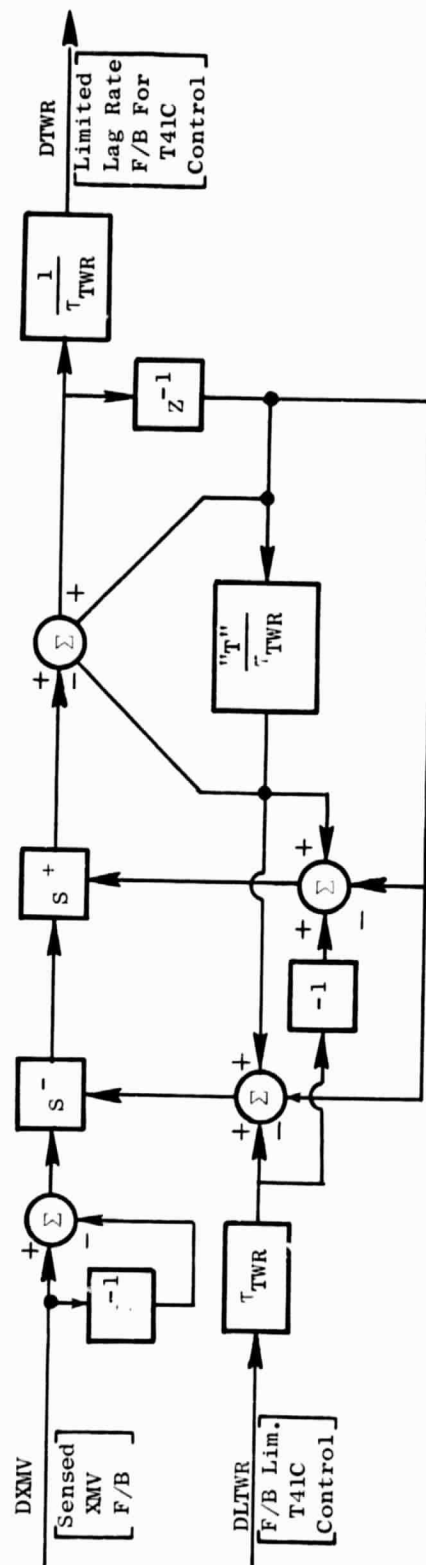 DXMV
[Sensed
XMV
F/B]
Σ
+
−
-1
s-
s+
Σ
+
−
+
1
τTWR
DTWR
[Limited
Lag Rate
F/B For
T41C
Control]
z-1
"T"
τTWR
DLTWR
[F/B Lim.
T41C
Control]
τTWR
Σ
+
+
−
-1
Σ
+
+
−